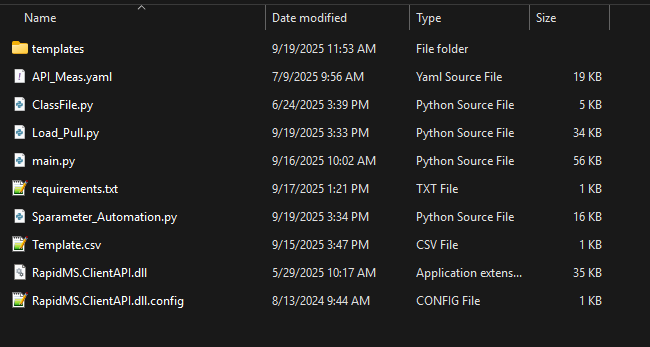 Name Date modified Type Size
templates 9/19/2025 11:53 AM File folder
API_Meas.yaml 7/9/2025 9:56 AM Yaml Source File 19 KB
ClassFile.py 6/24/2025 3:39 PM Python Source File 5 KB
Load_Pull.py 9/19/2025 3:33 PM Python Source File 34 KB
main.py 9/16/2025 10:02 AM Python Source File 56 KB
requirements.txt 9/17/2025 1:21 PM TXT File 1 KB
Sparameter_Automation.py 9/19/2025 3:34 PM Python Source File 16 KB
Template.csv 9/15/2025 3:47 PM CSV File 1 KB
RapidMS.ClientAPI.dll 5/29/2025 10:17 AM Application extens... 35 KB
RapidMS.ClientAPI.dll.config 8/13/2024 9:44 AM CONFIG File 1 KB